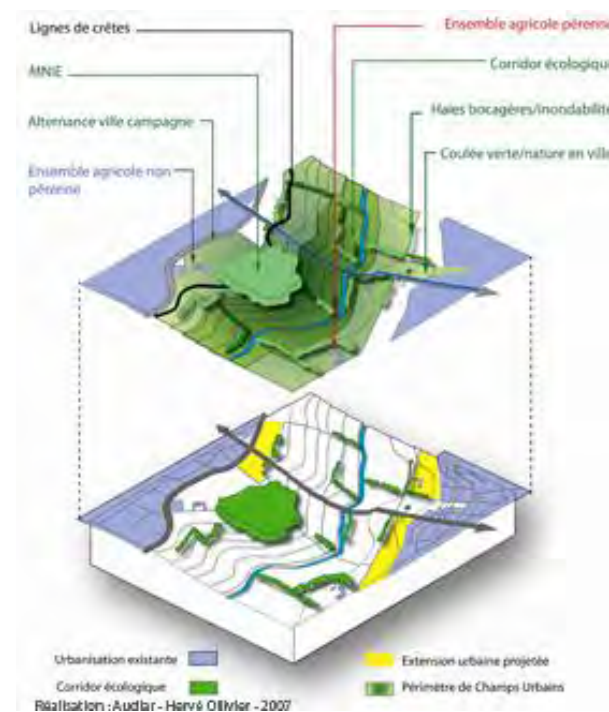 Lignes de crêtes
MNIE
Alternance ville campagne
Ensemble agricole non
pérenne
Ensemble agricole pérenne
Corridor écologique
Haies bocagères/inondabilité
Coulée verte/nature en ville
Urbanisation existante
Corridor écologique
Extension urbaine projetée
Périmètre de Champs Urbains
Réalisation : Audiar - Hervé Ollivier - 2007